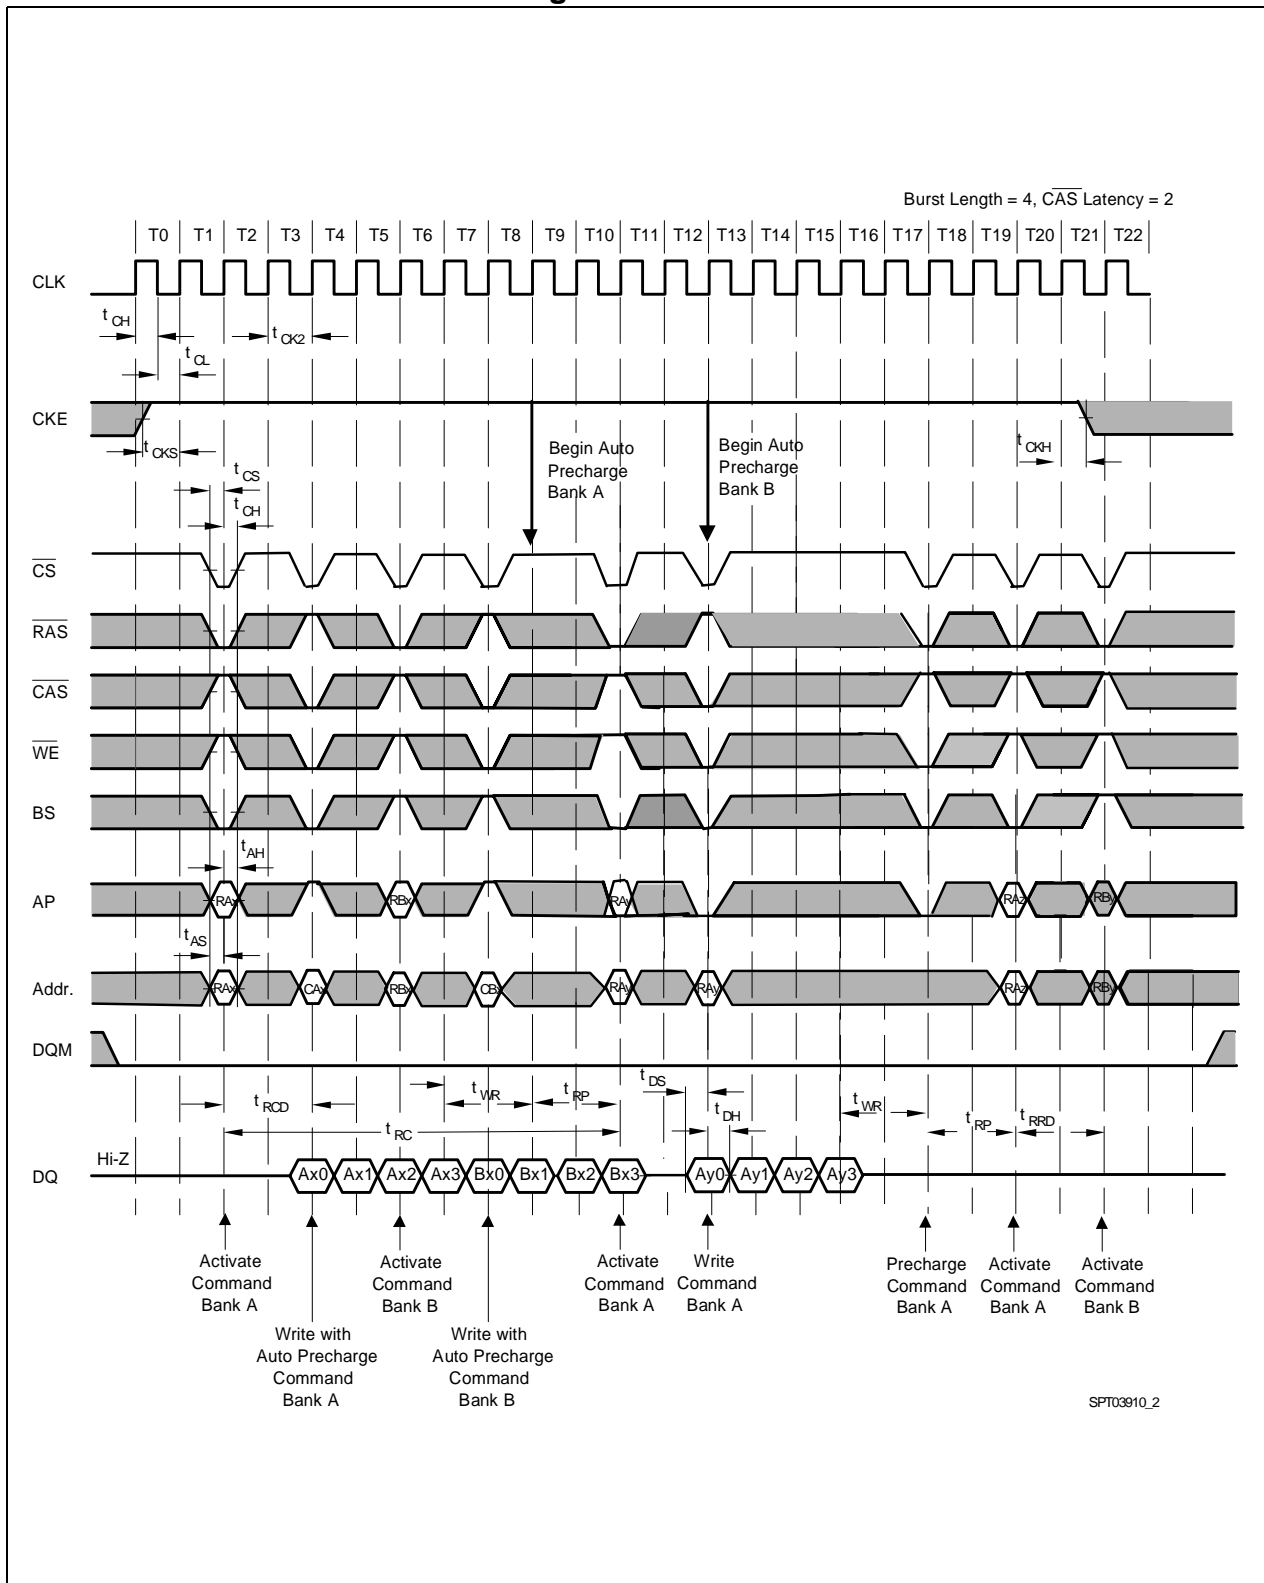 Burst Length = 4, CAS Latency = 2
T0 T1 T2 T3 T4 T5 T6 T7 T8 T9 T10 T11 T12 T13 T14 T15 T16 T17 T18 T19 T20 T21 T22
CLK
t CH
t CK2
t CL
CKE
t CKS
t CS
t CH
Begin Auto
Precharge
Bank A
Begin Auto
Precharge
Bank B
t CKH
CS
RAS
CAS
WE
BS
t AH
AP
RAx
RBx
RAy
RAz
RBy
t AS
Addr.
RAx
CAx
RBx
CBx
RAy
RAy
RAz
RBy
DQM
t RCD
t WR
t RP
t DS
t DH
t WR
t RP
t RRD
t RC
Hi-Z
DQ
Ax0 Ax1 Ax2 Ax3 Bx0 Bx1 Bx2 Bx3 Ay0 Ay1 Ay2 Ay3
Activate
Command
Bank A
Write with
Auto Precharge
Command
Bank A
Activate
Command
Bank B
Write with
Auto Precharge
Command
Bank B
Activate
Command
Bank A
Write
Command
Bank A
Precharge
Command
Bank A
Activate
Command
Bank A
Activate
Command
Bank B
SPT03910_2